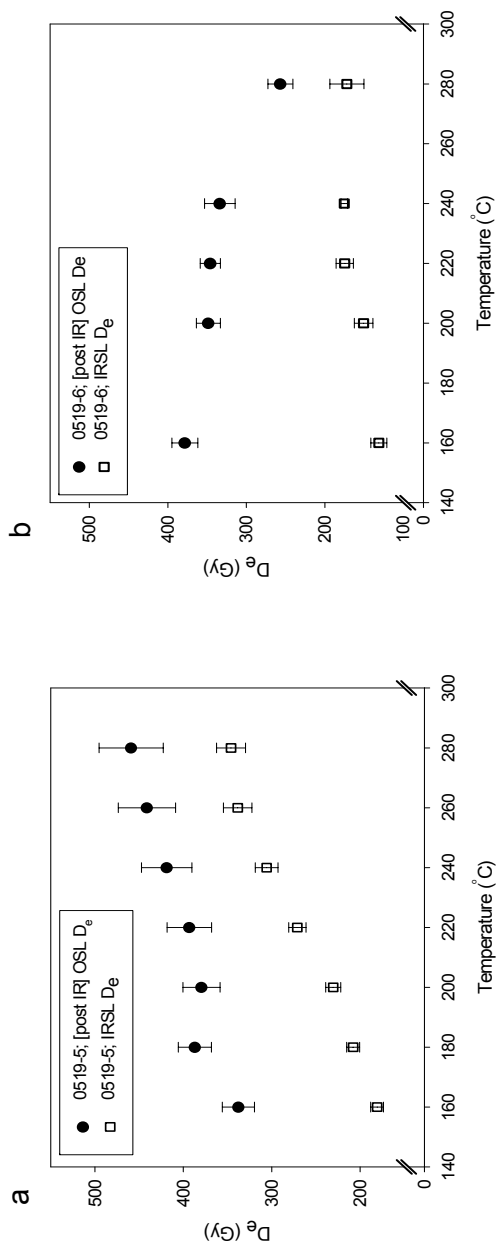 a
0519-5; [post IR] OSL De
0519-5; IRSL De
De (Gy)
500
400
300
200
0
140 160 180 200 220 240 260 280 300
Temperature (°C)
b
0519-6; [post IR] OSL De
0519-6; IRSL De
De (Gy)
500
400
300
200
100
0
140 160 180 200 220 240 260 280 300
Temperature (°C)